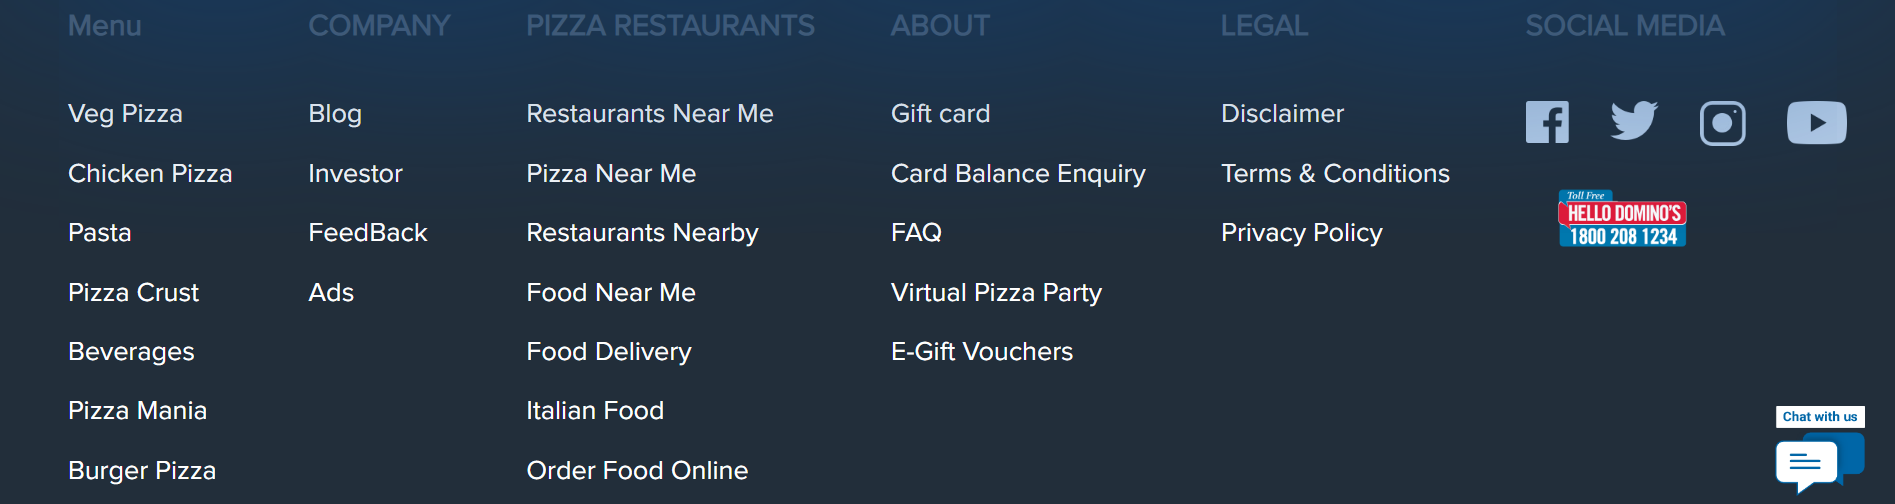 Menu
Veg Pizza
Chicken Pizza
Pasta
Pizza Crust
Beverages
Pizza Mania
Burger Pizza
COMPANY
Blog
Investor
FeedBack
Ads
PIZZA RESTAURANTS
Restaurants Near Me
Pizza Near Me
Restaurants Nearby
Food Near Me
Food Delivery
Italian Food
Order Food Online
ABOUT
Gift card
Card Balance Enquiry
FAQ
Virtual Pizza Party
E-Gift Vouchers
LEGAL
Disclaimer
Terms & Conditions
Privacy Policy
SOCIAL MEDIA
Toll Free
HELLO DOMINO'S
1800 208 1234
Chat with us